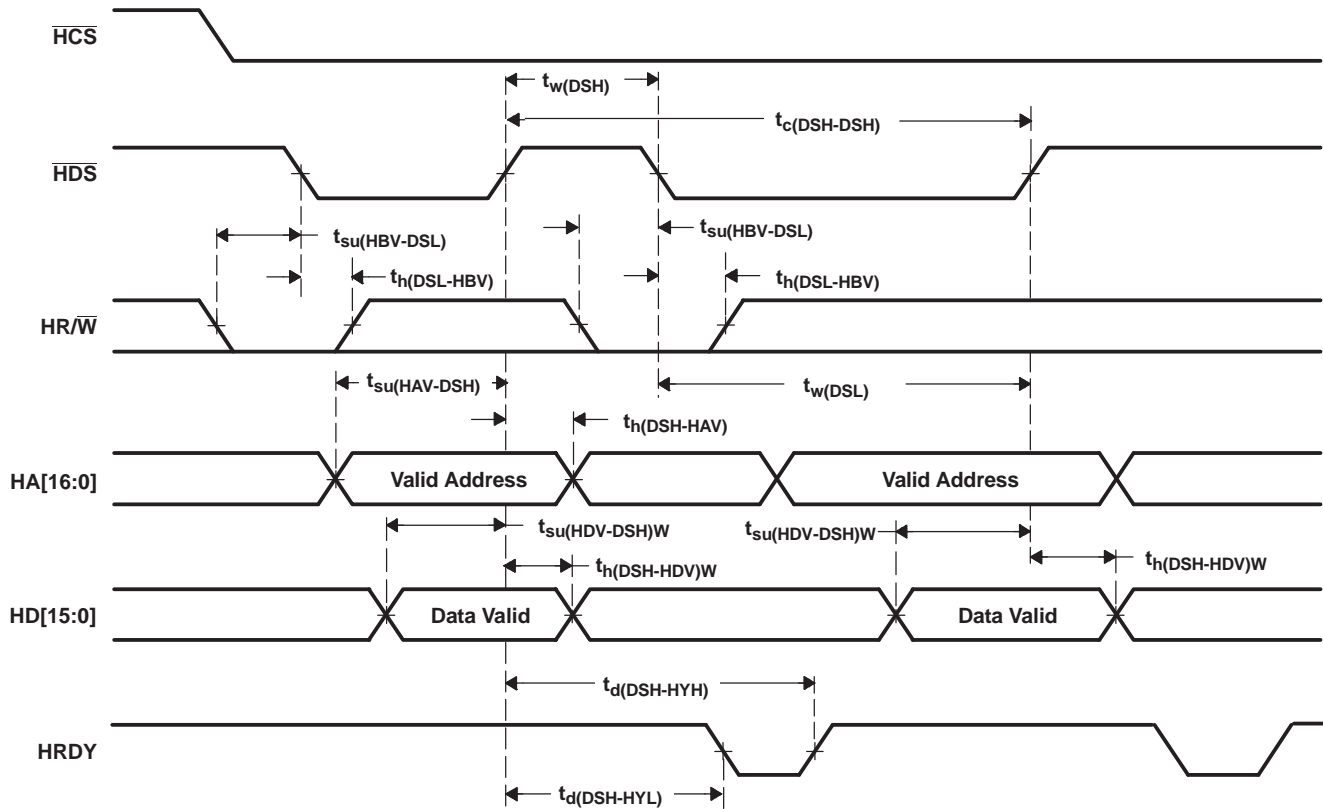 HCS
tw(DSH)
tc(DSH-DSH)
HDS
tsu(HBV-DSL)
tsu(HBV-DSL)
th(DSL-HBV)
th(DSL-HBV)
HR/W
tsu(HAV-DSH)
tw(DSL)
th(DSH-HAV)
HA[16:0]
Valid Address
Valid Address
tsu(HDV-DSH)W
tsu(HDV-DSH)W
th(DSH-HDV)W
th(DSH-HDV)W
HD[15:0]
Data Valid
Data Valid
td(DSH-HYH)
HRDY
td(DSH-HYL)